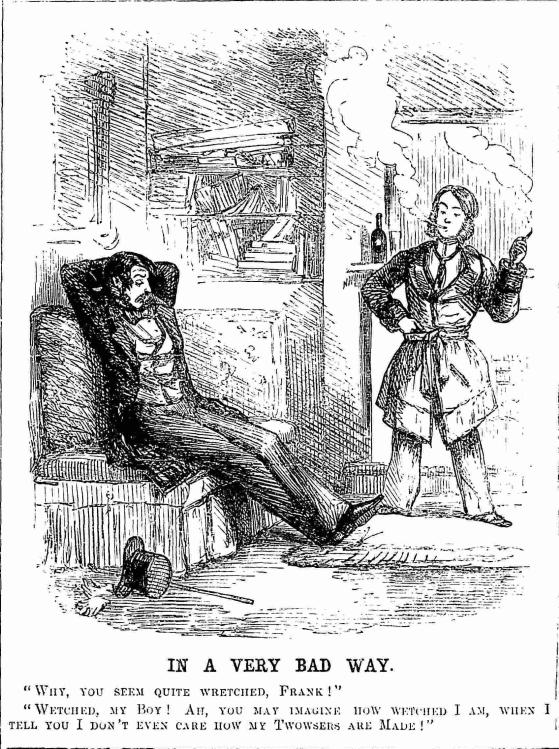 IN A VERY BAD WAY.
"WHY, YOU SEEM QUITE WRETCHED, FRANK!"
"WETCHED, MY BOY! AH, YOU MAY IMAGINE HOW WETCHED I AM, WHEN I
TELL YOU I DON'T EVEN CARE HOW MY TWOWSERS ARE MADE!"